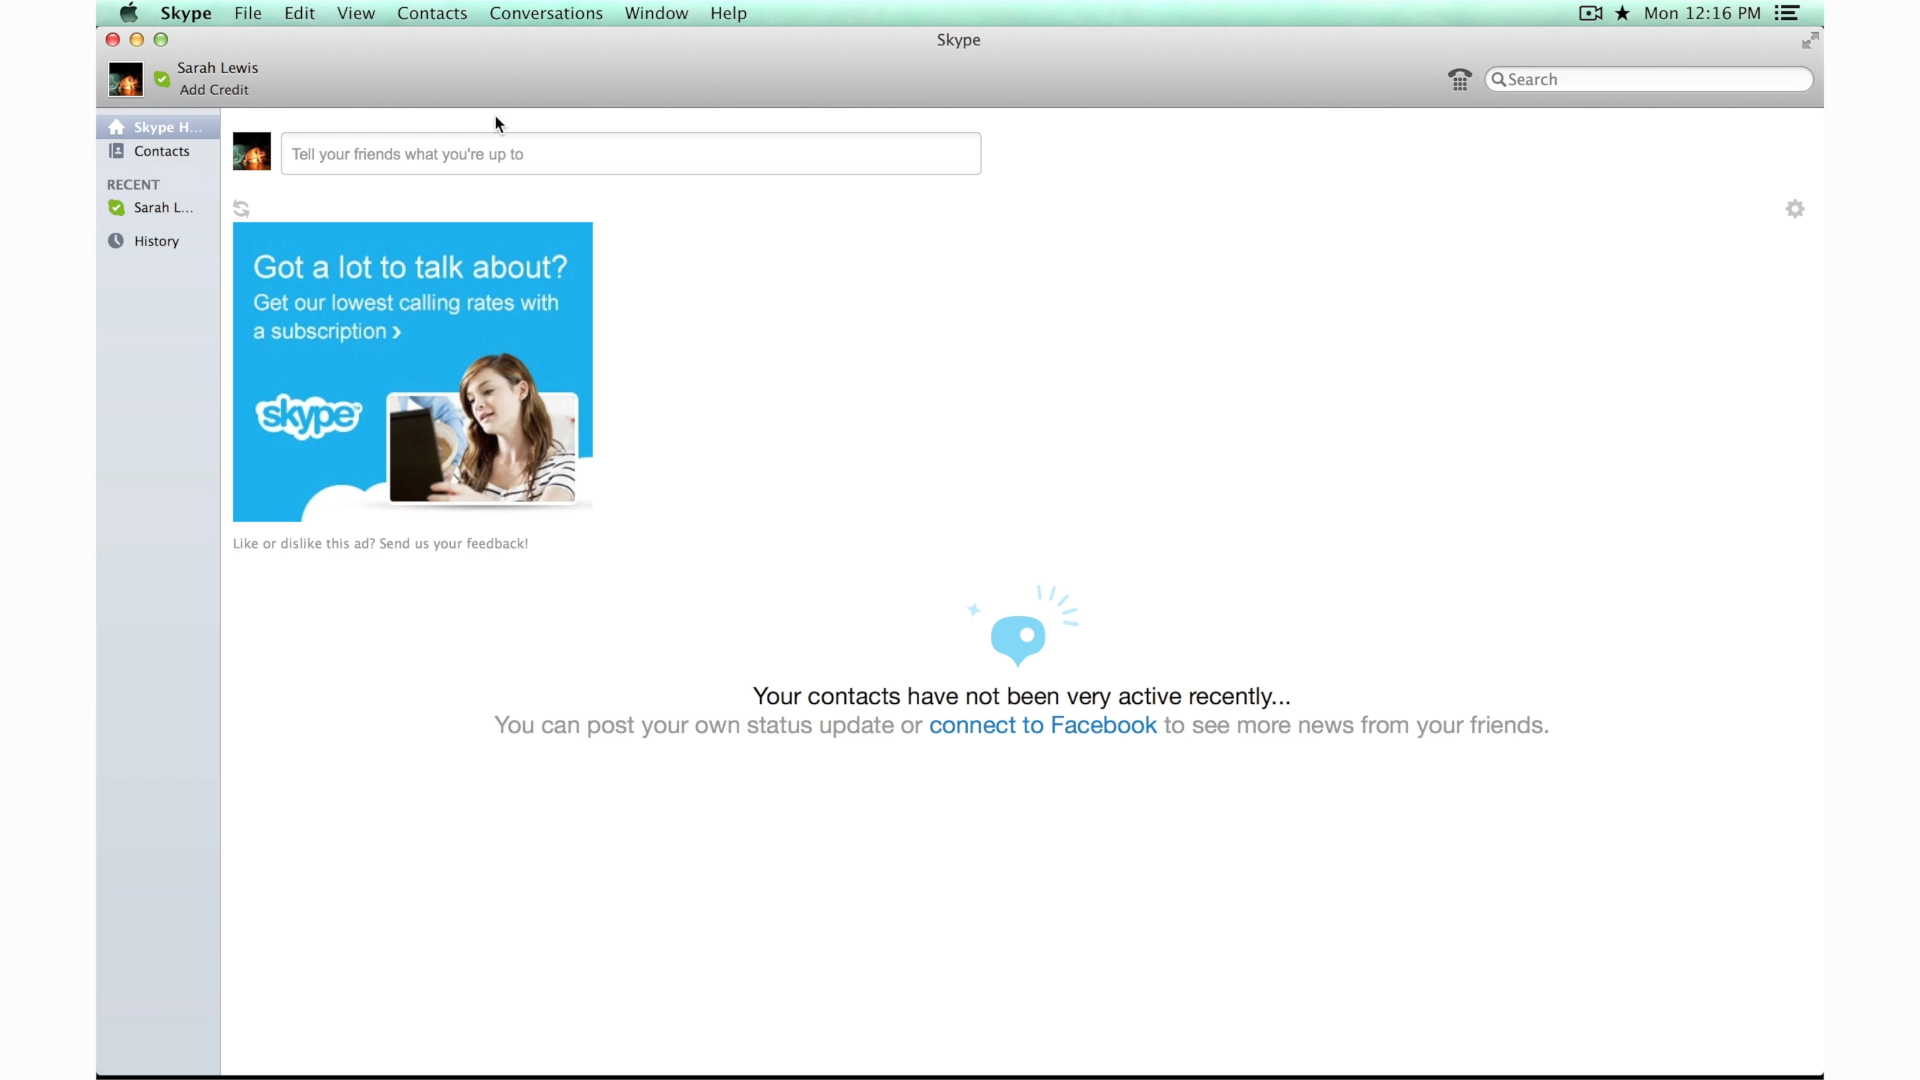 Skype File Edit View Contacts Conversations Window Help Mon 12:16 PM
Skype
Sarah Lewis
Add Credit
Search
Skype H...
Contacts
Tell your friends what you're up to
RECENT
Sarah L...
History
Got a lot to talk about?
Get our lowest calling rates with
a subscription ›
skype™
Like or dislike this ad? Send us your feedback!
Your contacts have not been very active recently...
You can post your own status update or connect to Facebook to see more news from your friends.